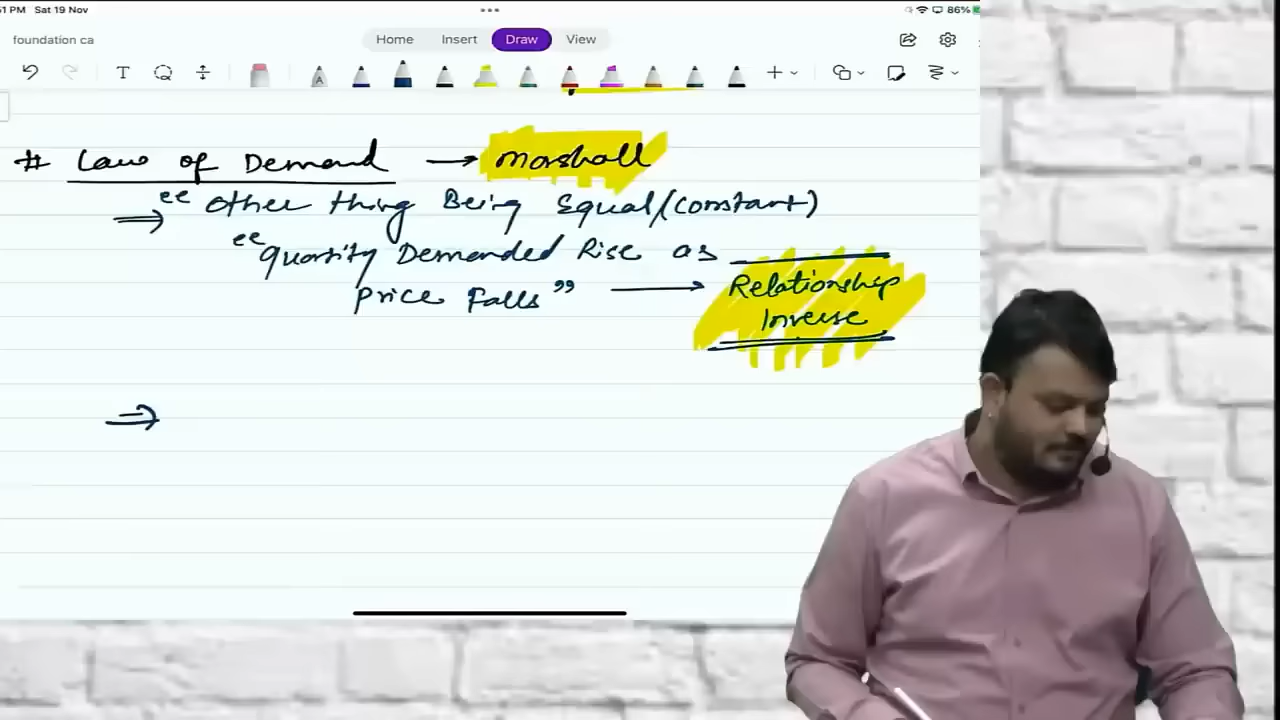 51 PM Sat 19 Nov
86%
foundation ca
Home Insert Draw View
# Law of Demand → Marshall
⇒ "Other thing Being Equal/(constant)
"Quantity Demanded Rise as
Price Falls" → Relationship
Inverse
⇒